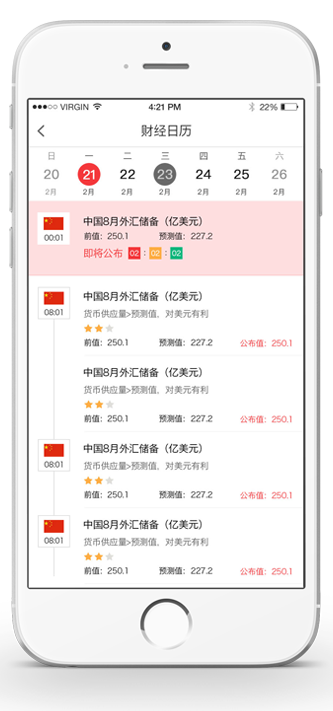 VIRGIN 4:21 PM 22%
财经日历
日 一 二 三 四 五 六
20 21 22 23 24 25 26
2月 2月 2月 2月 2月 2月 2月
00:01
中国8月外汇储备（亿美元）
前值：250.1 预测值：227.2
即将公布 02 : 02 : 02
08:01
中国8月外汇储备（亿美元）
货币供应量>预测值，对美元有利
前值：250.1 预测值：227.2 公布值：250.1
中国8月外汇储备（亿美元）
货币供应量>预测值，对美元有利
前值：250.1 预测值：227.2 公布值：250.1
08:01
中国8月外汇储备（亿美元）
货币供应量>预测值，对美元有利
前值：250.1 预测值：227.2 公布值：250.1
08:01
中国8月外汇储备（亿美元）
货币供应量>预测值，对美元有利
前值：250.1 预测值：227.2 公布值：250.1